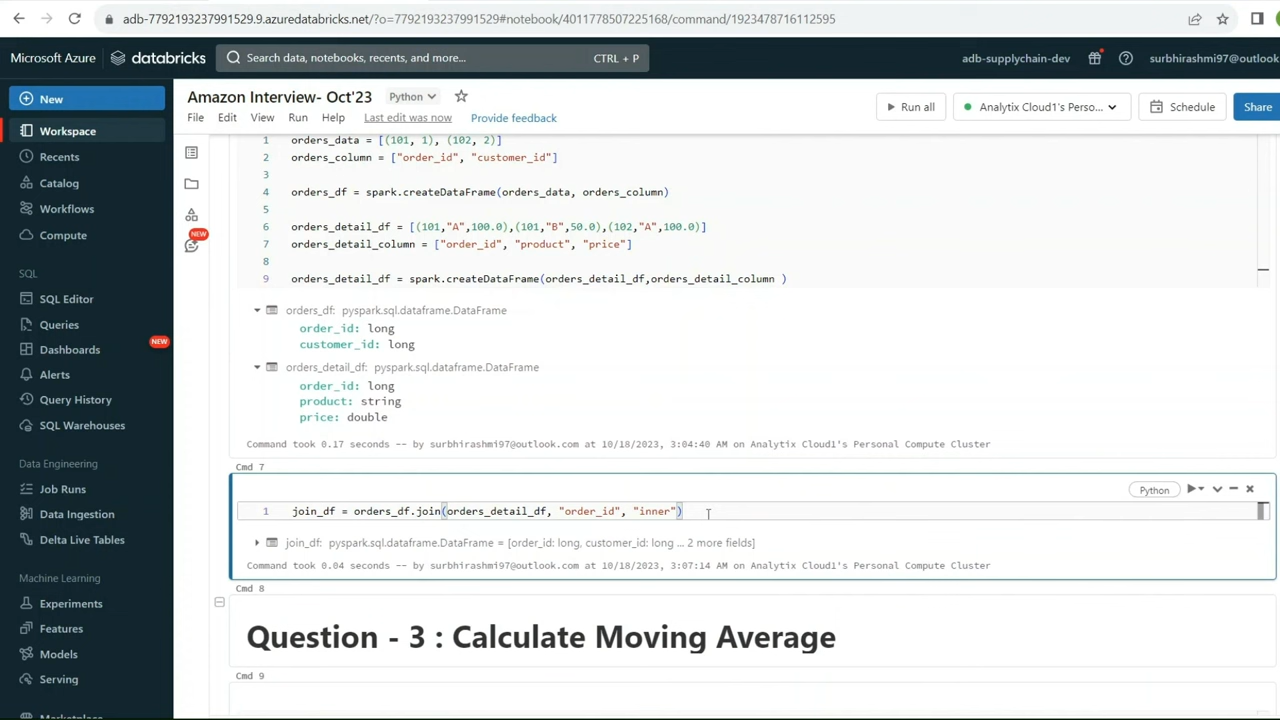 adb-7792193237991529.9.azuredatabricks.net/?o=7792193237991529#notebook/4011778507225168/command/1923478716112595
Microsoft Azure databricks Search data, notebooks, recents, and more... CTRL + P adb-supplychain-dev surbhirashmi97@outlook
New
Workspace
Recents
Catalog
Workflows
Compute
SQL
SQL Editor
Queries
Dashboards
NEW
Alerts
Query History
SQL Warehouses
Data Engineering
Job Runs
Data Ingestion
Delta Live Tables
Machine Learning
Experiments
Features
Models
Serving
Marketplace
Amazon Interview- Oct'23 Python
File Edit View Run Help Last edit was now Provide feedback
Run all Analytix Cloud1's Perso... Schedule Share
NEW
1 orders_data = [(101, 1), (102, 2)]
2 orders_column = ["order_id", "customer_id"]
3
4 orders_df = spark.createDataFrame(orders_data, orders_column)
5
6 orders_detail_df = [(101,"A",100.0),(101,"B",50.0),(102,"A",100.0)]
7 orders_detail_column = ["order_id", "product", "price"]
8
9 orders_detail_df = spark.createDataFrame(orders_detail_df,orders_detail_column )
orders_df: pyspark.sql.dataframe.DataFrame
order_id: long
customer_id: long
orders_detail_df: pyspark.sql.dataframe.DataFrame
order_id: long
product: string
price: double
Command took 0.17 seconds -- by surbhirashmi97@outlook.com at 10/18/2023, 3:04:40 AM on Analytix Cloud1's Personal Compute Cluster
Cmd 7
Python
1 join_df = orders_df.join(orders_detail_df, "order_id", "inner")
join_df: pyspark.sql.dataframe.DataFrame = [order_id: long, customer_id: long ... 2 more fields]
Command took 0.04 seconds -- by surbhirashmi97@outlook.com at 10/18/2023, 3:07:14 AM on Analytix Cloud1's Personal Compute Cluster
Cmd 8
Question - 3 : Calculate Moving Average
Cmd 9